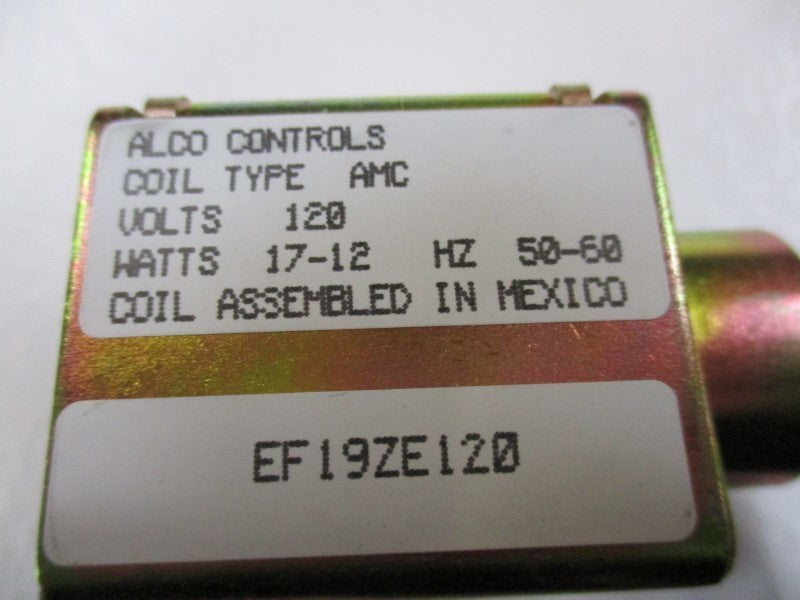 ALCO CONTROLS
COIL TYPE AMC
VOLTS 120
WATTS 17-12 HZ 50-60
COIL ASSEMBLED IN MEXICO
EF19ZE120